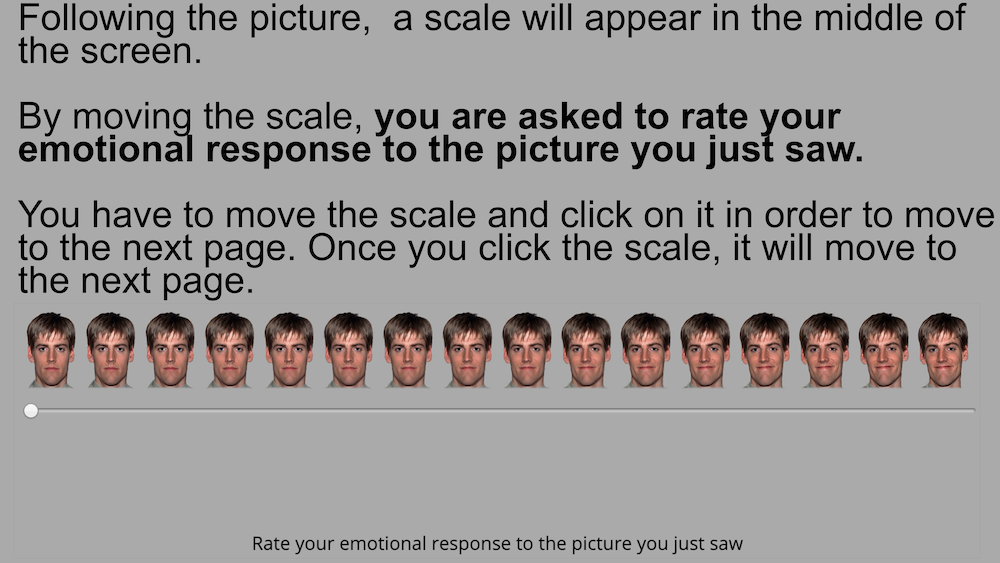 Following the picture,  a scale will appear in the middle of
the screen.
By moving the scale, you are asked to rate your
emotional response to the picture you just saw.
You have to move the scale and click on it in order to move
to the next page. Once you click the scale, it will move to
the next page.
Rate your emotional response to the picture you just saw